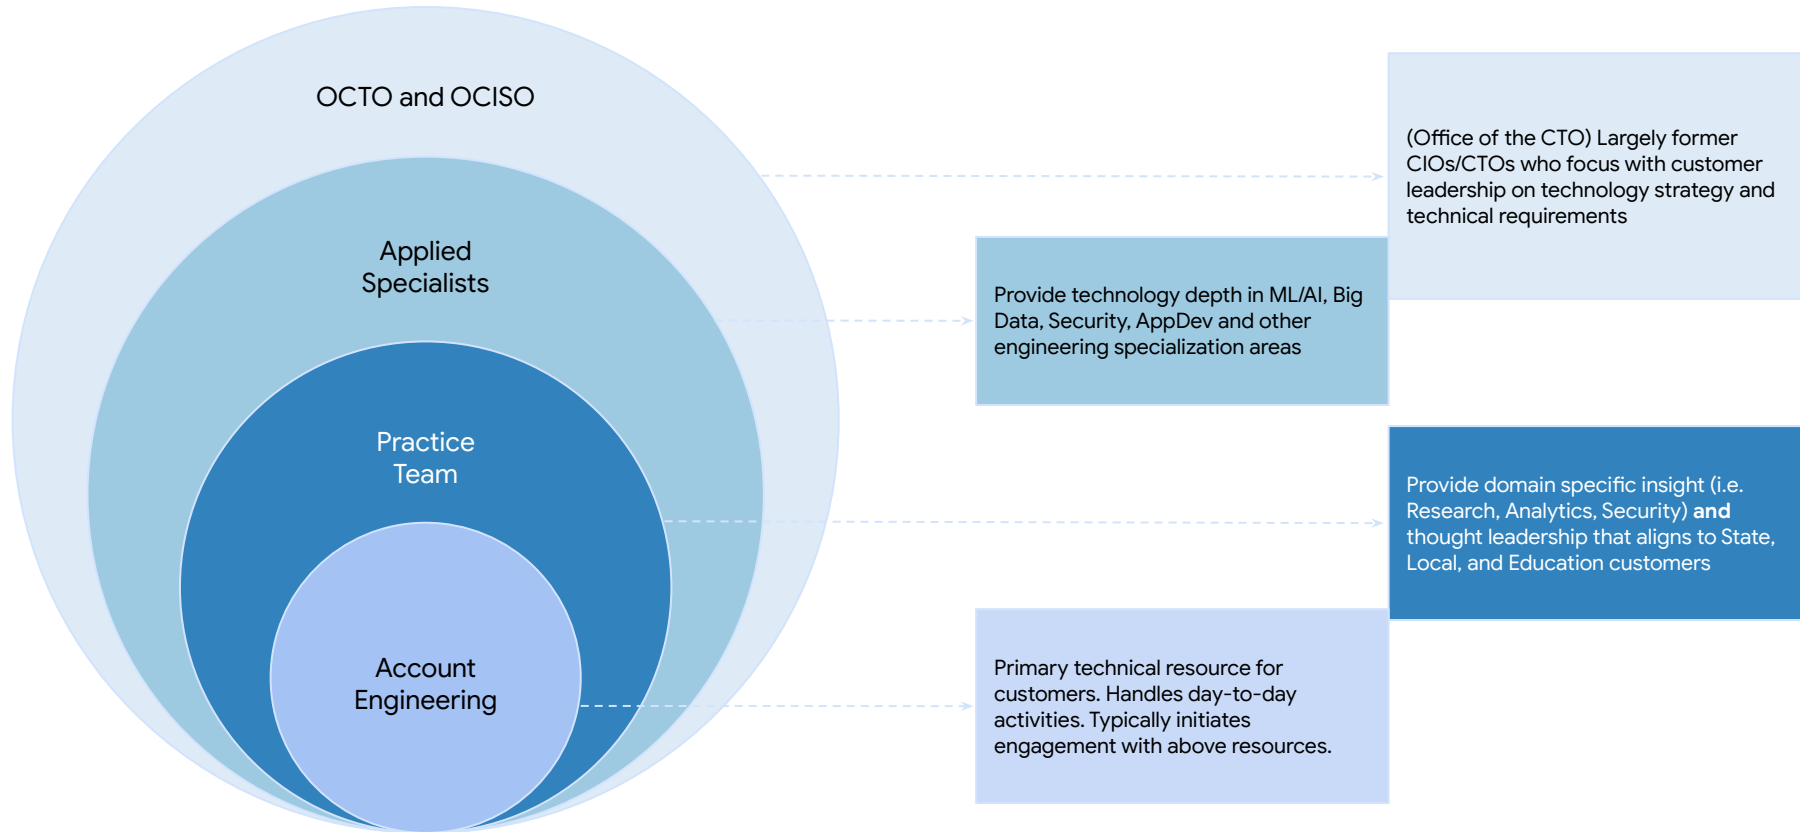 OCTO and OCISO
(Office of the CTO) Largely former
CIOs/CTOs who focus with customer
leadership on technology strategy and
technical requirements
Applied
Specialists
Provide technology depth in ML/AI, Big
Data, Security, AppDev and other
engineering specialization areas
Practice
Team
Provide domain specific insight (i.e.
Research, Analytics, Security) and
thought leadership that aligns to State,
Local, and Education customers
Account
Engineering
Primary technical resource for
customers. Handles day-to-day
activities. Typically initiates
engagement with above resources.